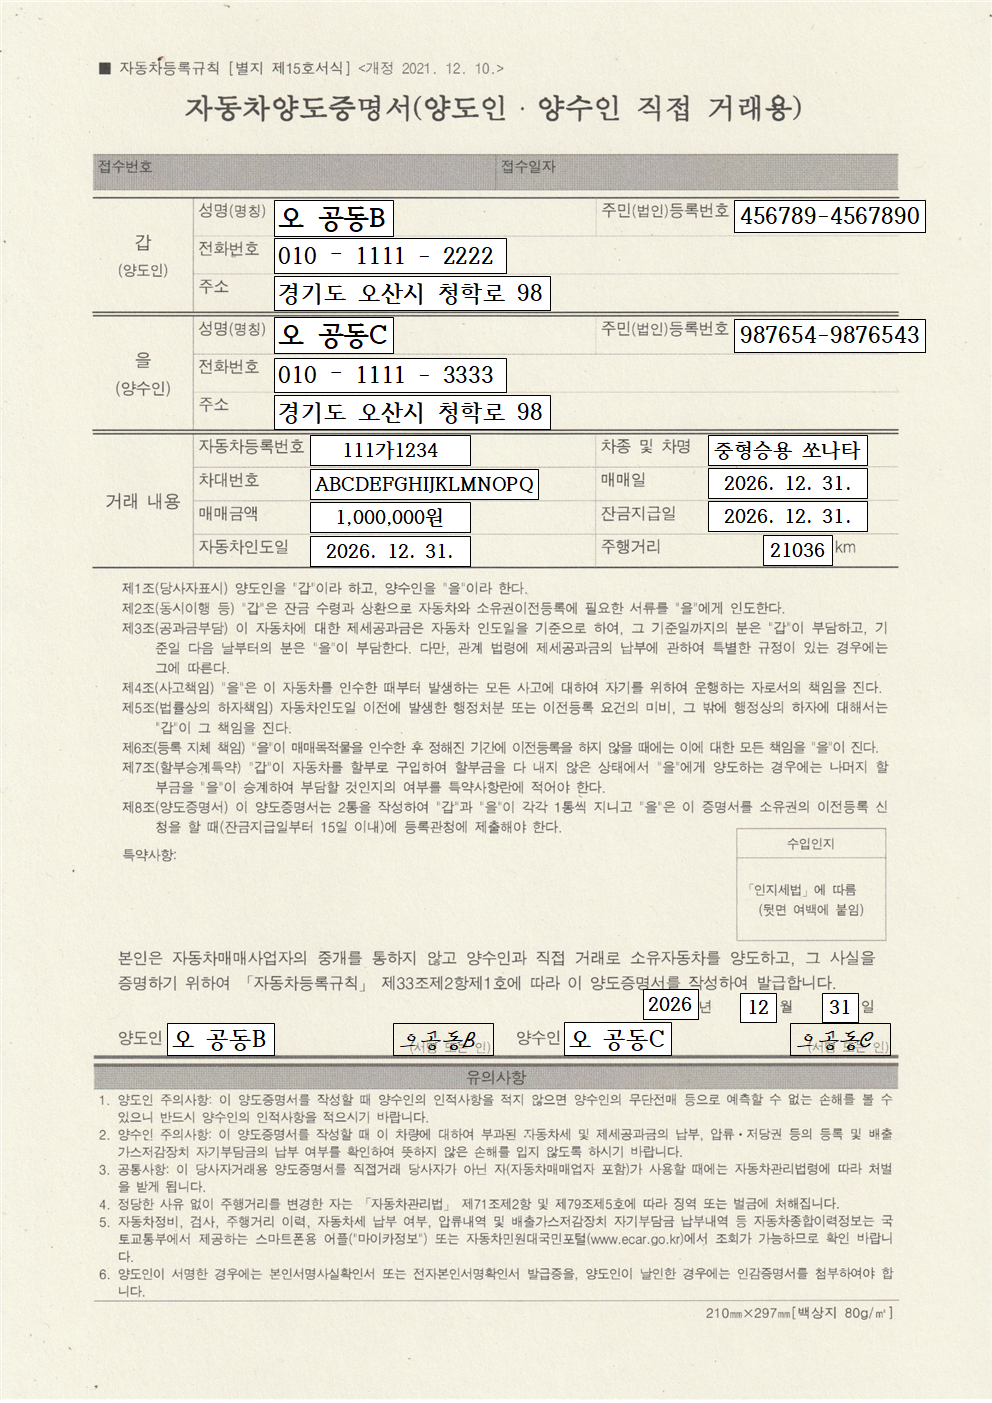 ■ 자동차등록규칙 [별지 제15호서식] <개정 2021. 12. 10.>
자동차양도증명서(양도인 · 양수인 직접 거래용)
접수번호 접수일자
갑
(양도인)
성명(명칭) 오 공동B 주민(법인)등록번호 456789-4567890
전화번호 010 - 1111 - 2222
주소 경기도 오산시 청학로 98
을
(양수인)
성명(명칭) 오 공동C 주민(법인)등록번호 987654-9876543
전화번호 010 - 1111 - 3333
주소 경기도 오산시 청학로 98
거래 내용
자동차등록번호 111가1234 차종 및 차명 중형승용 쏘나타
차대번호 ABCDEFGHIJKLMNOPQ 매매일 2026. 12. 31.
매매금액 1,000,000원 잔금지급일 2026. 12. 31.
자동차인도일 2026. 12. 31. 주행거리 21036 km
제1조(당사자표시) 양도인을 "갑"이라 하고, 양수인을 "을"이라 한다.
제2조(동시이행 등) "갑"은 잔금 수령과 상환으로 자동차와 소유권이전등록에 필요한 서류를 "을"에게 인도한다.
제3조(공과금부담) 이 자동차에 대한 제세공과금은 자동차 인도일을 기준으로 하여, 그 기준일까지의 분은 "갑"이 부담하고, 기
준일 다음 날부터의 분은 "을"이 부담한다. 다만, 관계 법령에 제세공과금의 납부에 관하여 특별한 규정이 있는 경우에는
그에 따른다.
제4조(사고책임) "을"은 이 자동차를 인수한 때부터 발생하는 모든 사고에 대하여 자기를 위하여 운행하는 자로서의 책임을 진다.
제5조(법률상의 하자책임) 자동차인도일 이전에 발생한 행정처분 또는 이전등록 요건의 미비, 그 밖에 행정상의 하자에 대해서는
"갑"이 그 책임을 진다.
제6조(등록 지체 책임) "을"이 매매목적물을 인수한 후 정해진 기간에 이전등록을 하지 않을 때에는 이에 대한 모든 책임을 "을"이 진다.
제7조(할부승계특약) "갑"이 자동차를 할부로 구입하여 할부금을 다 내지 않은 상태에서 "을"에게 양도하는 경우에는 나머지 할
부금을 "을"이 승계하여 부담할 것인지의 여부를 특약사항란에 적어야 한다.
제8조(양도증명서) 이 양도증명서는 2통을 작성하여 "갑"과 "을"이 각각 1통씩 지니고 "을"은 이 증명서를 소유권의 이전등록 신
청을 할 때(잔금지급일부터 15일 이내)에 등록관청에 제출해야 한다.
특약사항:
수입인지
「인지세법」에 따름
(뒷면 여백에 붙임)
본인은 자동차매매사업자의 중개를 통하지 않고 양수인과 직접 거래로 소유자동차를 양도하고, 그 사실을
증명하기 위하여 「자동차등록규칙」 제33조제2항제1호에 따라 이 양도증명서를 작성하여 발급합니다.
2026 년 12 월 31 일
양도인 오 공동B 오공동B (서명 또는 인) 양수인 오 공동C 오공동C (서명 또는 인)
유의사항
1. 양도인 주의사항: 이 양도증명서를 작성할 때 양수인의 인적사항을 적지 않으면 양수인의 무단전매 등으로 예측할 수 없는 손해를 볼 수
있으니 반드시 양수인의 인적사항을 적으시기 바랍니다.
2. 양수인 주의사항: 이 양도증명서를 작성할 때 이 차량에 대하여 부과된 자동차세 및 제세공과금의 납부, 압류·저당권 등의 등록 및 배출
가스저감장치 자기부담금의 납부 여부를 확인하여 뜻하지 않은 손해를 입지 않도록 하시기 바랍니다.
3. 공통사항: 이 당사자거래용 양도증명서를 직접거래 당사자가 아닌 자(자동차매매업자 포함)가 사용할 때에는 자동차관리법령에 따라 처벌
을 받게 됩니다.
4. 정당한 사유 없이 주행거리를 변경한 자는 「자동차관리법」 제71조제2항 및 제79조제5호에 따라 징역 또는 벌금에 처해집니다.
5. 자동차정비, 검사, 주행거리 이력, 자동차세 납부 여부, 압류내역 및 배출가스저감장치 자기부담금 납부내역 등 자동차종합이력정보는 국
토교통부에서 제공하는 스마트폰용 어플("마이카정보") 또는 자동차민원대국민포털(www.ecar.go.kr)에서 조회가 가능하므로 확인 바랍니
다.
6. 양도인이 서명한 경우에는 본인서명사실확인서 또는 전자본인서명확인서 발급증을, 양도인이 날인한 경우에는 인감증명서를 첨부하여야 합
니다.
210㎜×297㎜[백상지 80g/㎡]